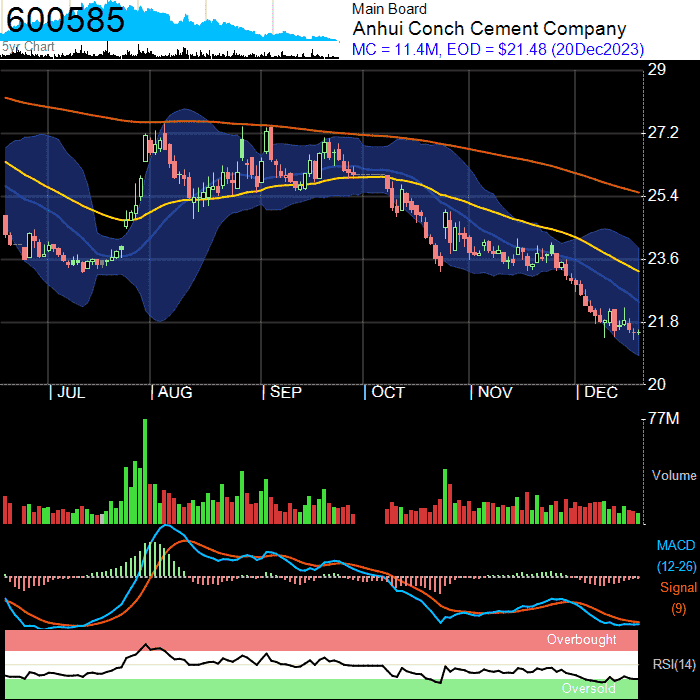 600585
5yr Chart
Main Board
Anhui Conch Cement Company
MC = 11.4M, EOD = $21.48 (20Dec2023)
29
27.2
25.4
23.6
21.8
20
JUL
AUG
SEP
OCT
NOV
DEC
77M
Volume
MACD
(12-26)
Signal
(9)
Overbought
RSI(14)
Oversold